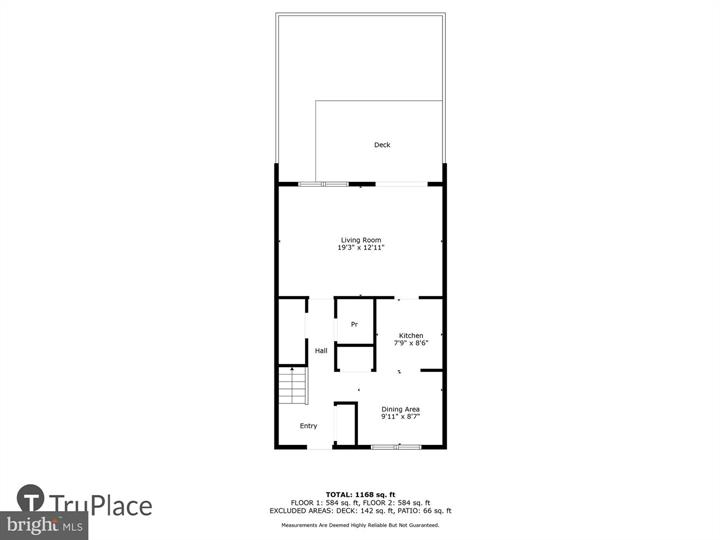 Deck
Living Room
19'3" x 12'11"
Pr
Kitchen
7'9" x 8'6"
Hall
Dining Area
9'11" x 8'7"
Entry
TOTAL: 1168 sq. ft
FLOOR 1: 584 sq. ft, FLOOR 2: 584 sq. ft
EXCLUDED AREAS: DECK: 142 sq. ft, PATIO: 66 sq. ft
Measurements Are Deemed Highly Reliable But Not Guaranteed.
T TruPlace
bright MLS